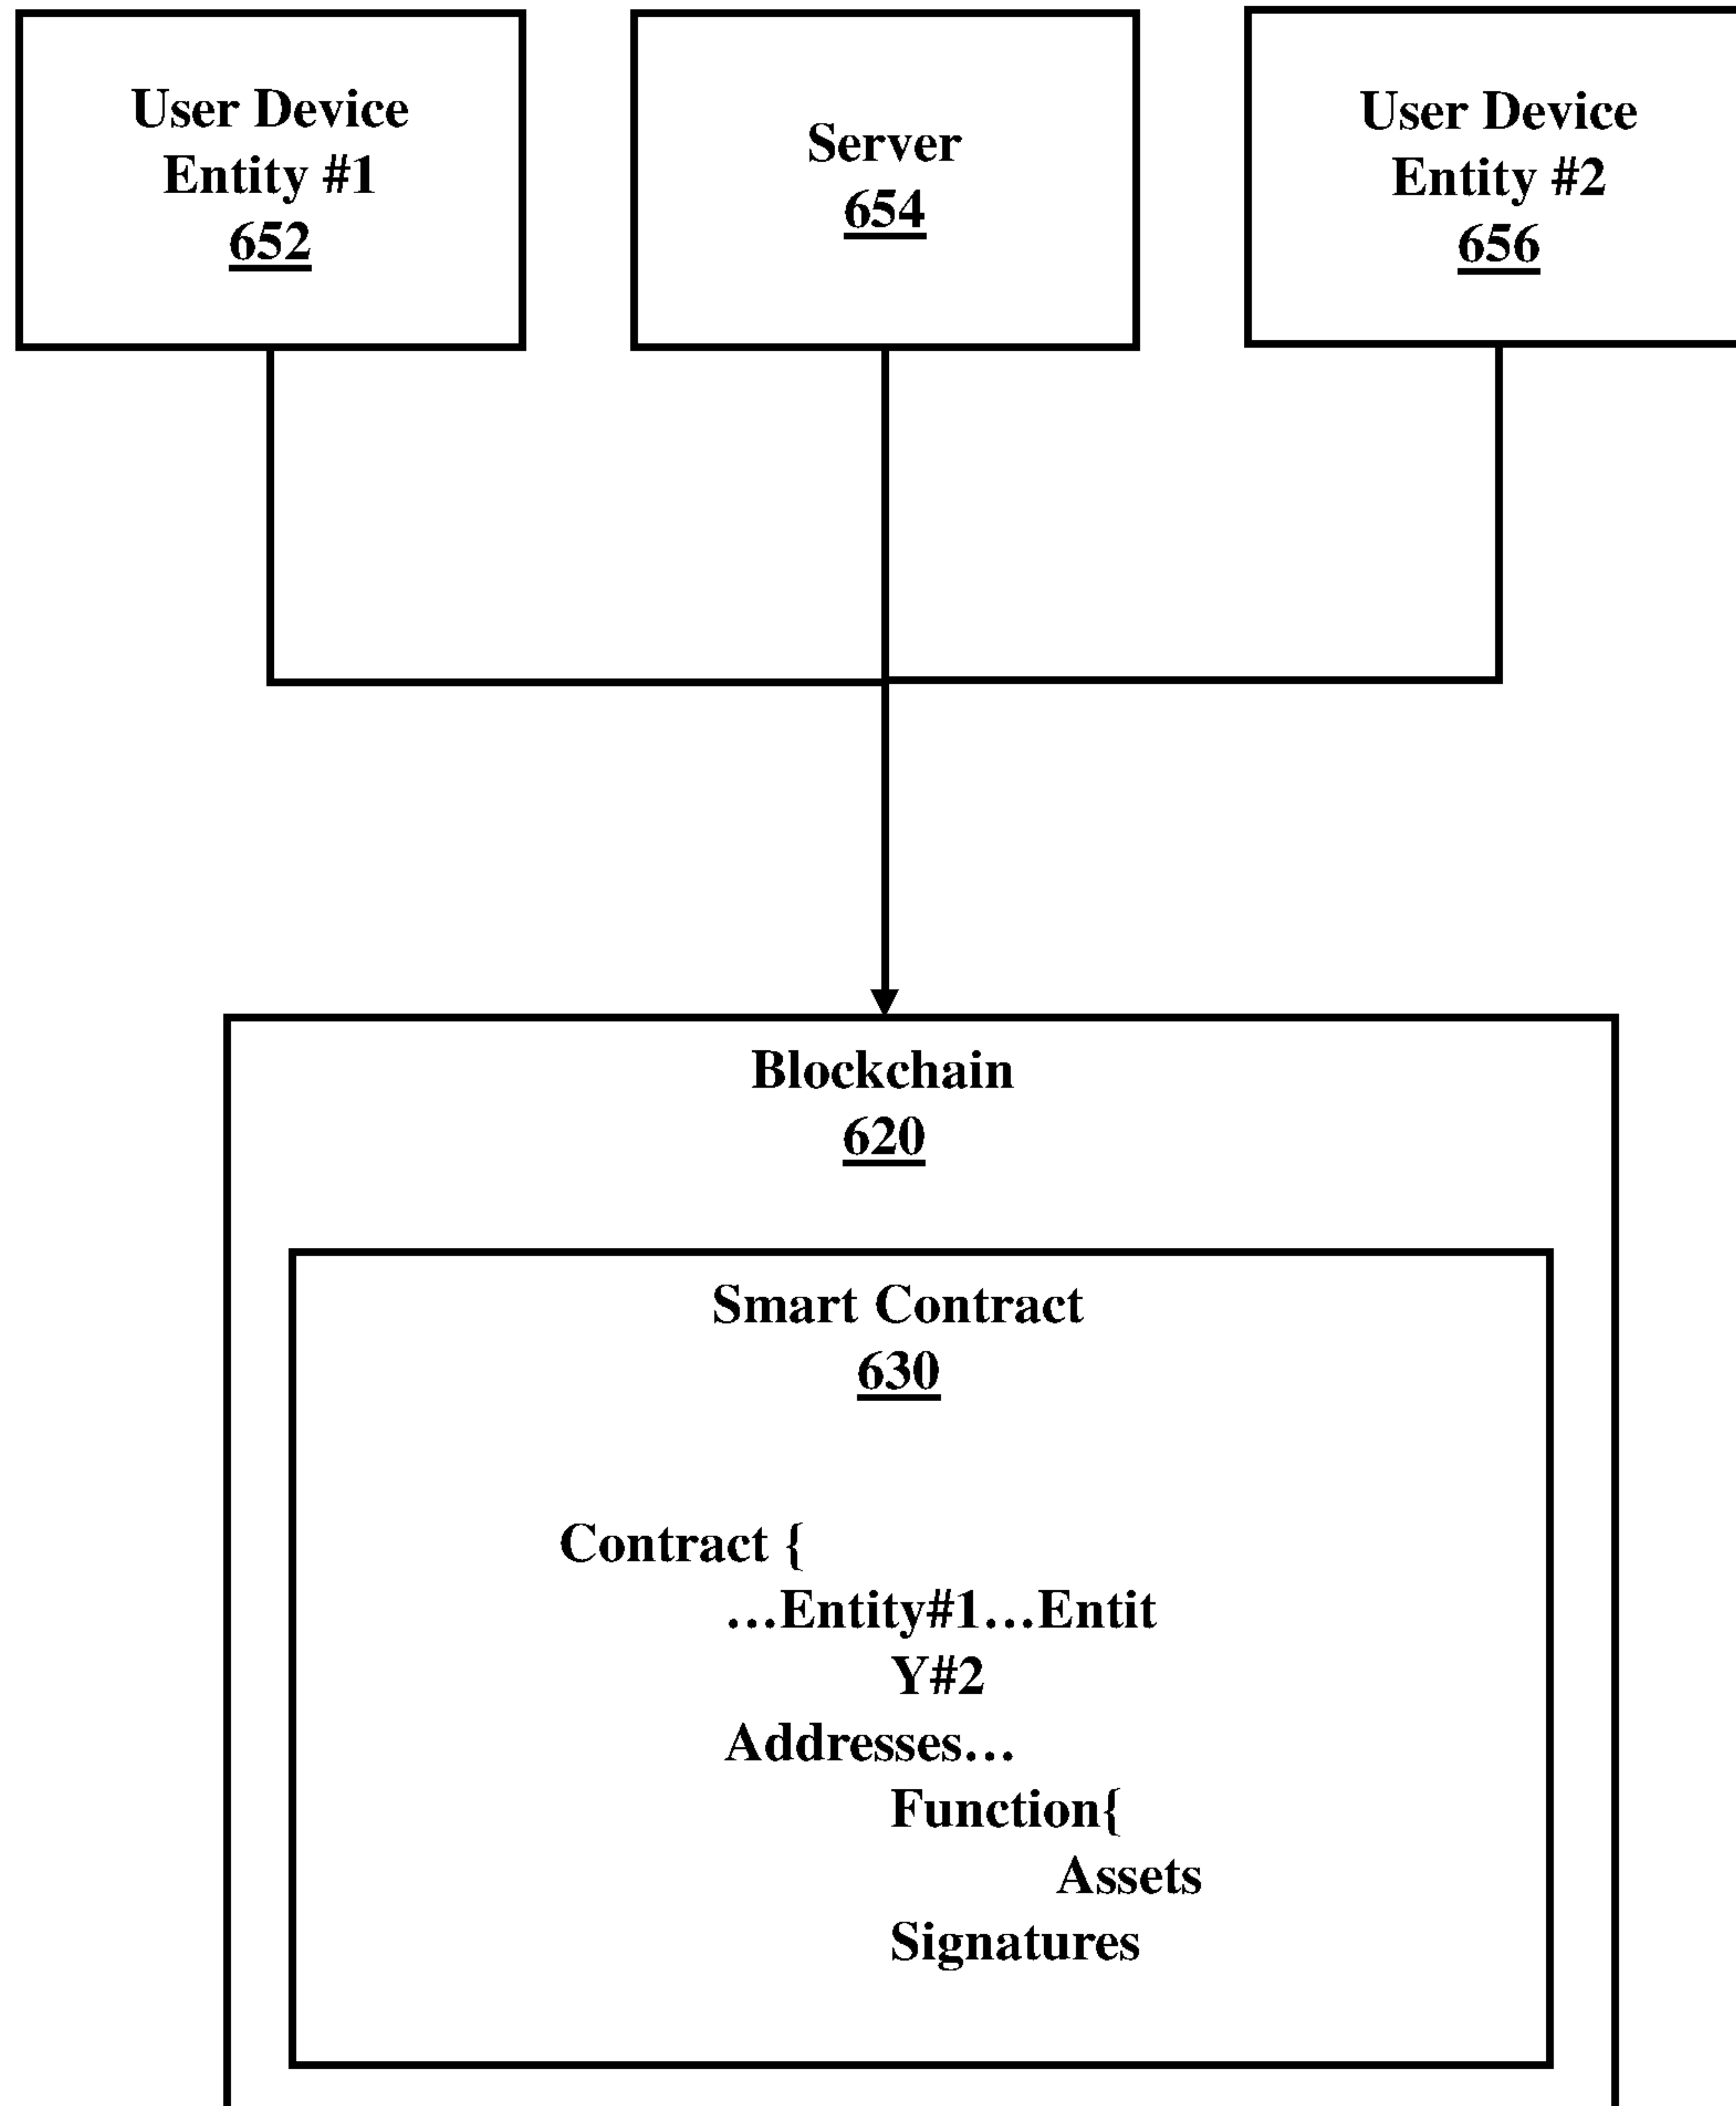 User Device
Entity #1
652
Server
654
User Device
Entity #2
656
Blockchain
620
Smart Contract
630
Contract {
…Entity#1…Entit
Y#2
Addresses…
Function{
Assets
Signatures